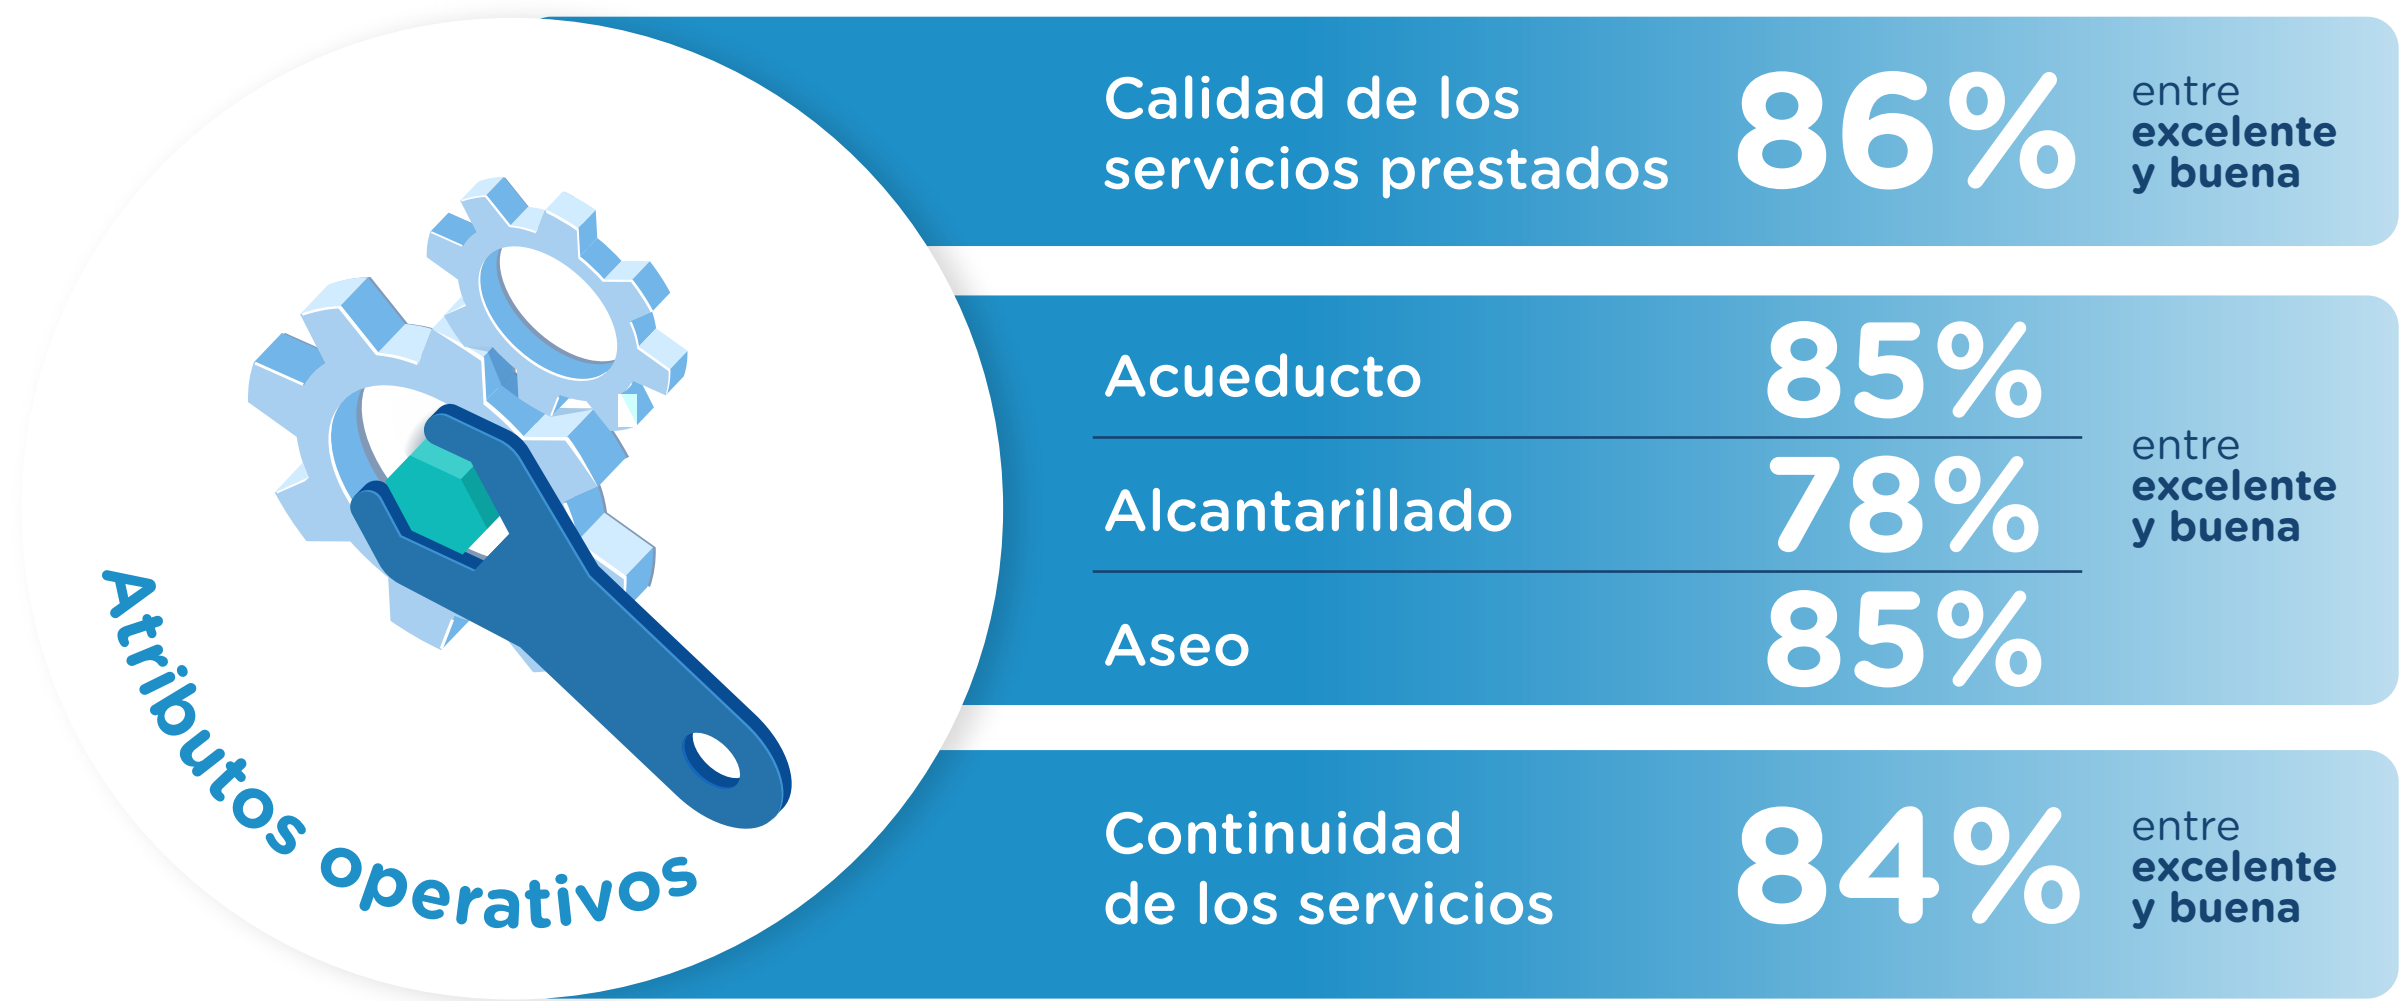 Atributos operativos
Calidad de los
servicios prestados
86%
entre
excelente
y buena
Acueducto
85%
Alcantarillado
78%
Aseo
85%
entre
excelente
y buena
Continuidad
de los servicios
84%
entre
excelente
y buena